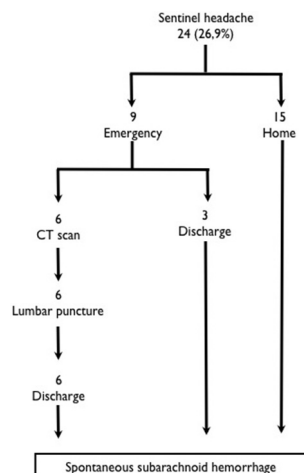 Sentinel headache
24 (26,9%)
9
Emergency
15
Home
6
CT scan
3
Discharge
6
Lumbar puncture
6
Discharge
Spontaneous subarachnoid hemorrhage